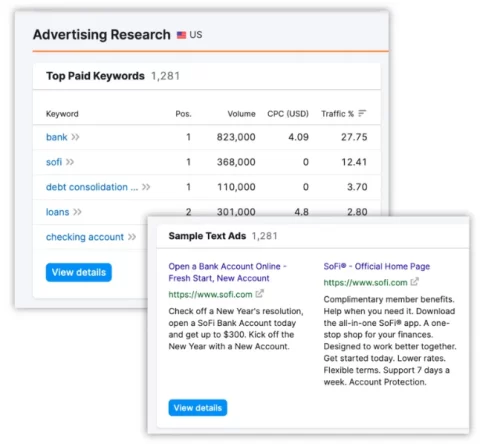 Advertising Research US
Top Paid Keywords 1,281
Keyword Pos. Volume CPC (USD) Traffic %
bank 1 823,000 4.09 27.75
sofi 1 368,000 0 12.41
debt consolidation ... 1 110,000 0 3.70
loans 2 301,000 4.8 2.80
checking account
View details
Sample Text Ads 1,281
Open a Bank Account Online -
Fresh Start, New Account
https://www.sofi.com
Check off a New Year's resolution,
open a SoFi Bank Account today
and get up to $300. Kick off the
New Year with a New Account.
SoFi® - Official Home Page
https://www.sofi.com
Complimentary member benefits.
Help when you need it. Download
the all-in-one SoFi® app. A one-
stop shop for your finances.
Designed to work better together.
Get started today. Lower rates.
Flexible terms. Support 7 days a
week. Account Protection.
View details